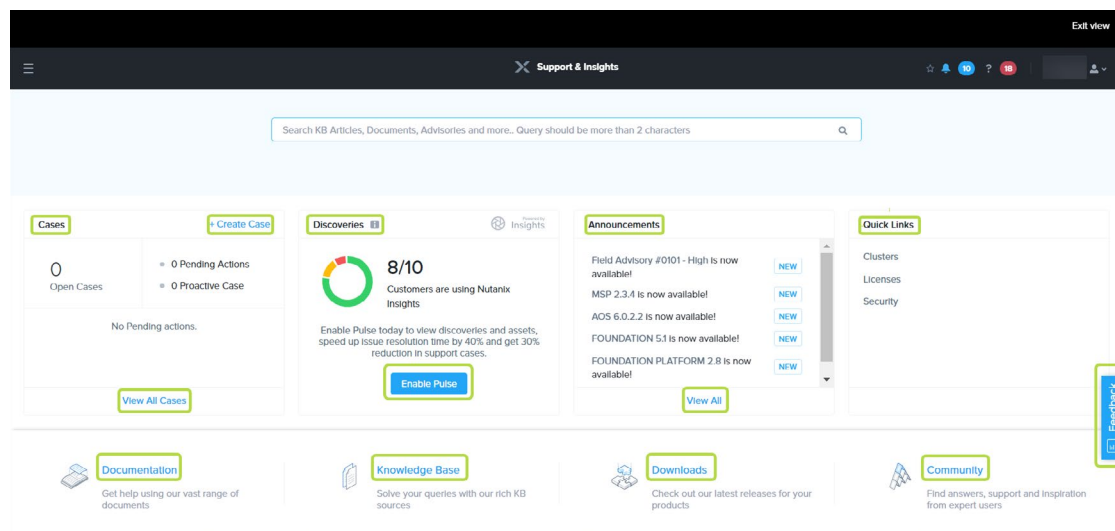 Exit view
Support & Insights
10 ? 18
Search KB Articles, Documents, Advisories and more.. Query should be more than 2 characters
Cases
+ Create Case
0
Open Cases
0 Pending Actions
0 Proactive Case
No Pending actions.
View All Cases
Discoveries
Powered by
Insights
8/10
Customers are using Nutanix
Insights
Enable Pulse today to view discoveries and assets,
speed up issue resolution time by 40% and get 30%
reduction in support cases.
Enable Pulse
Announcements
Field Advisory #0101 - High is now
available!
NEW
MSP 2.3.4 is now available!
NEW
AOS 6.0.2.2 is now available!
NEW
FOUNDATION 5.1 is now available!
NEW
FOUNDATION PLATFORM 2.8 is now
available!
NEW
View All
Quick Links
Clusters
Licenses
Security
Feedback
Documentation
Get help using our vast range of
documents
Knowledge Base
Solve your queries with our rich KB
sources
Downloads
Check out our latest releases for your
products
Community
Find answers, support and inspiration
from expert users